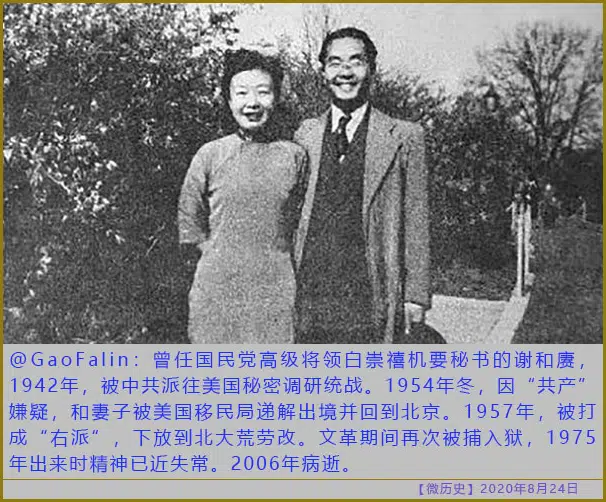 @GaoFalin：曾任国民党高级将领白崇禧机要秘书的谢和赓，
1942年，被中共派往美国秘密调研统战。1954年冬，因“共产”
嫌疑，和妻子被美国移民局递解出境并回到北京。1957年，被打
成“右派”，下放到北大荒劳改。文革期间再次被捕入狱，1975
年出来时精神已近失常。2006年病逝。
【微历史】2020年8月24日